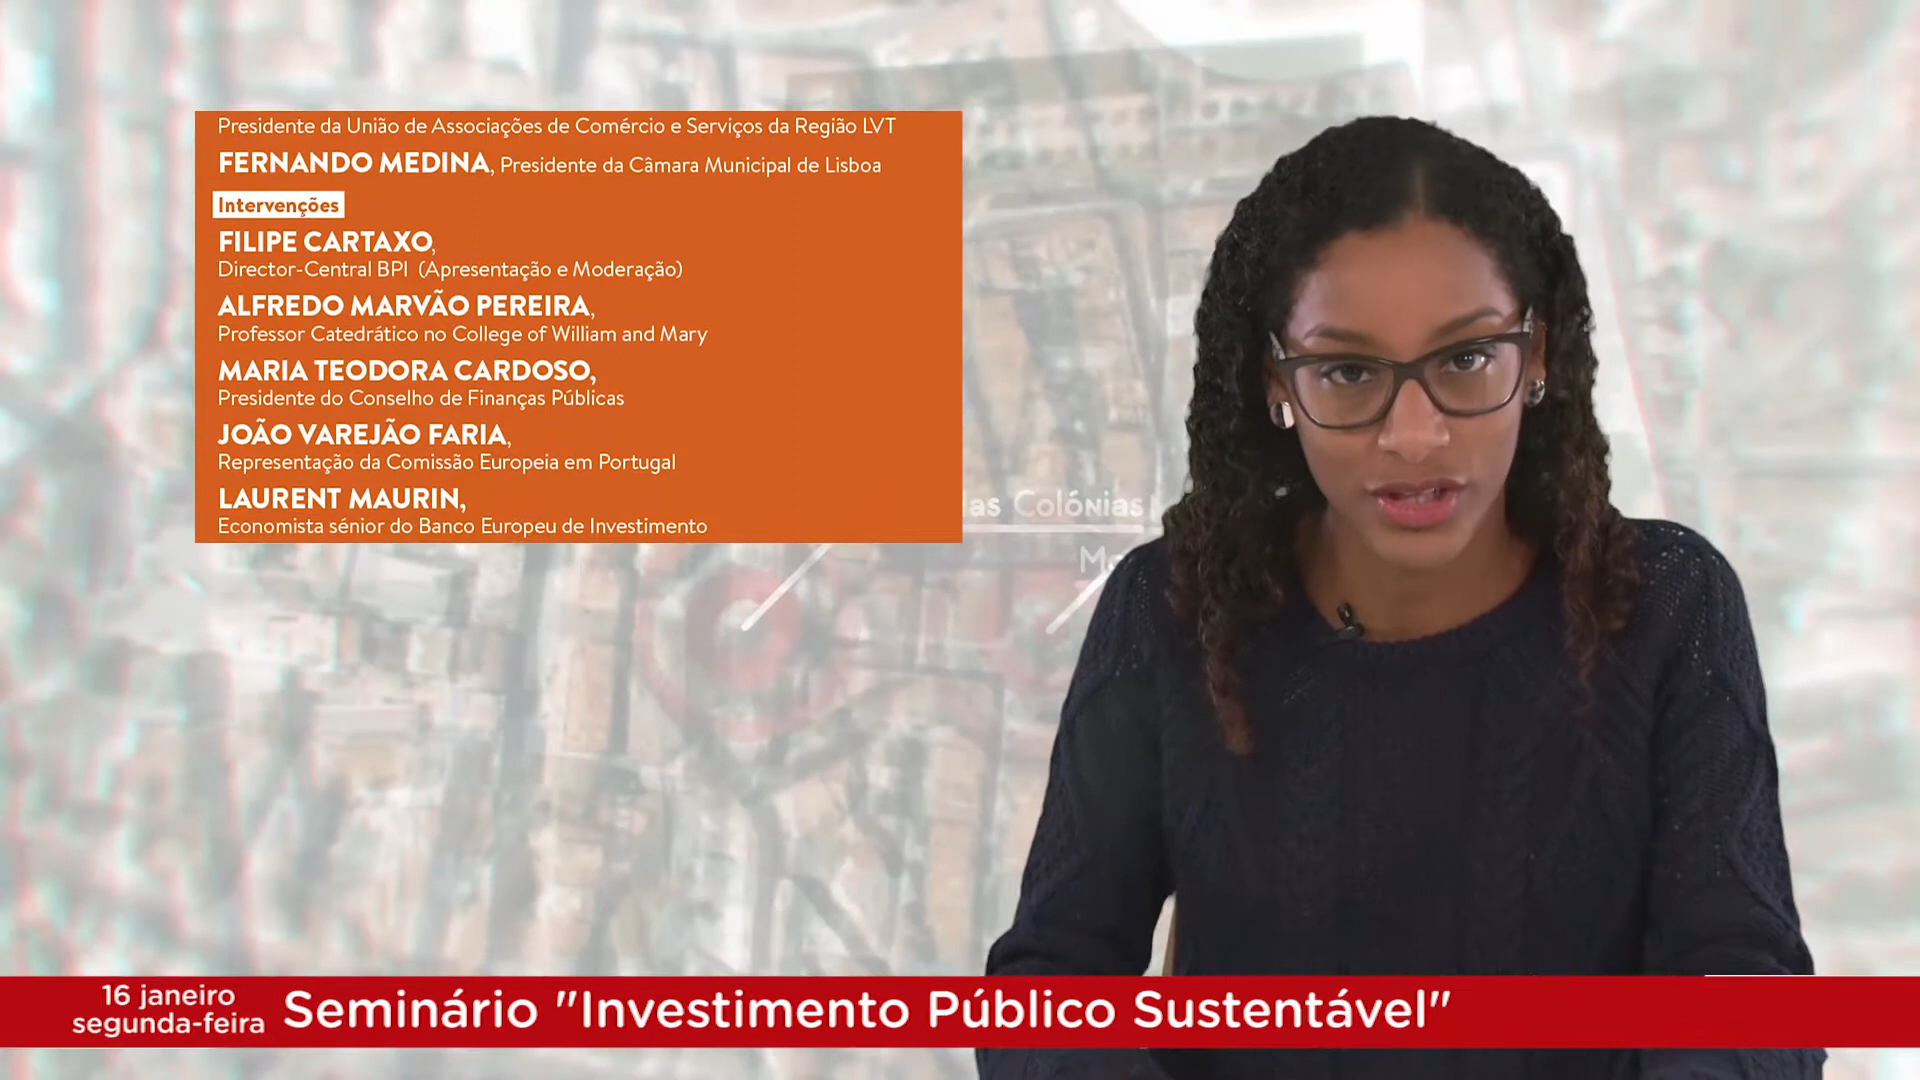 Presidente da União de Associações de Comércio e Serviços da Região LVT
FERNANDO MEDINA, Presidente da Câmara Municipal de Lisboa
Intervenções
FILIPE CARTAXO,
Director-Central BPI (Apresentação e Moderação)
ALFREDO MARVÃO PEREIRA,
Professor Catedrático no College of William and Mary
MARIA TEODORA CARDOSO,
Presidente do Conselho de Finanças Públicas
JOÃO VAREJÃO FARIA,
Representação da Comissão Europeia em Portugal
LAURENT MAURIN,
Economista sénior do Banco Europeu de Investimento
das Colónias
16 janeiro
segunda-feira
Seminário "Investimento Público Sustentável"